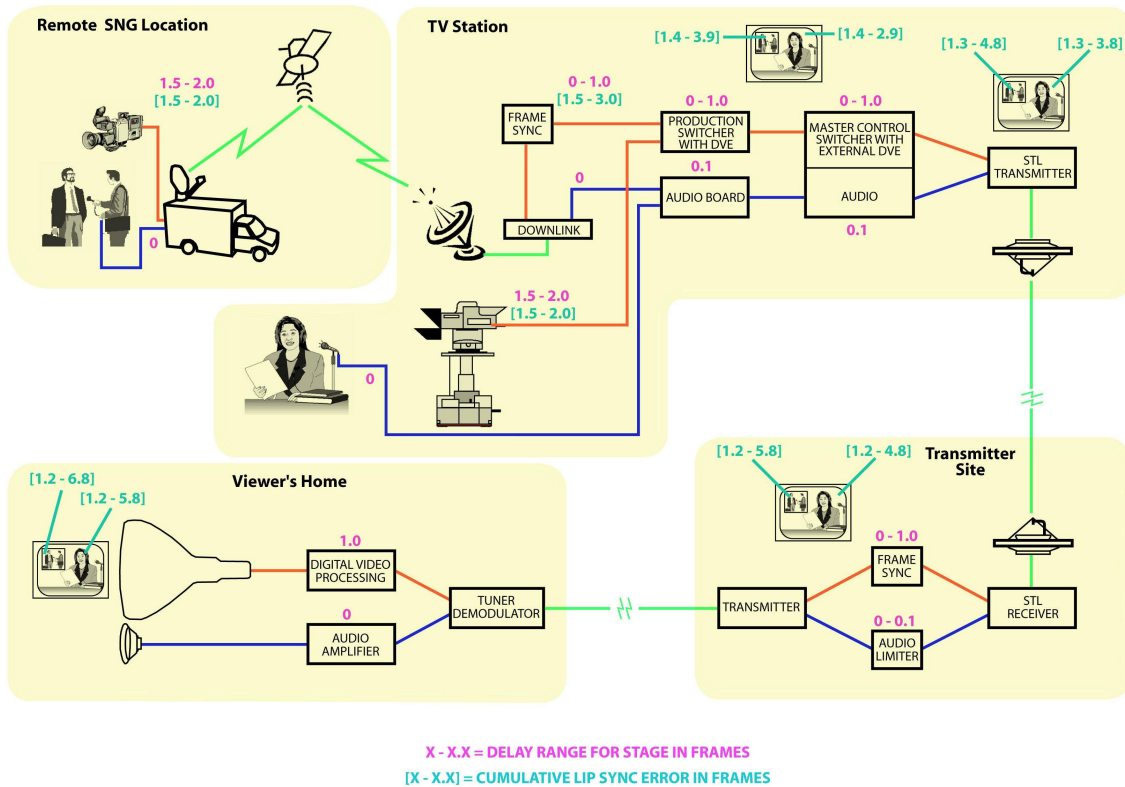 Remote SNG Location
1.5 - 2.0
[1.5 - 2.0]
0
TV Station
[1.4 - 3.9]
[1.4 - 2.9]
[1.3 - 4.8]
[1.3 - 3.8]
0 - 1.0
[1.5 - 3.0]
FRAME
SYNC
0 - 1.0
PRODUCTION
SWITCHER
WITH DVE
0 - 1.0
MASTER CONTROL
SWITCHER WITH
EXTERNAL DVE
STL
TRANSMITTER
0
0.1
AUDIO BOARD
AUDIO
0.1
DOWNLINK
1.5 - 2.0
[1.5 - 2.0]
0
Transmitter
Site
[1.2 - 5.8]
[1.2 - 4.8]
0 - 1.0
FRAME
SYNC
STL
RECEIVER
0 - 0.1
AUDIO
LIMITER
TRANSMITTER
Viewer's Home
[1.2 - 6.8]
[1.2 - 5.8]
1.0
DIGITAL VIDEO
PROCESSING
TUNER
DEMODULATOR
0
AUDIO
AMPLIFIER
X - X.X = DELAY RANGE FOR STAGE IN FRAMES
[X - X.X] = CUMULATIVE LIP SYNC ERROR IN FRAMES